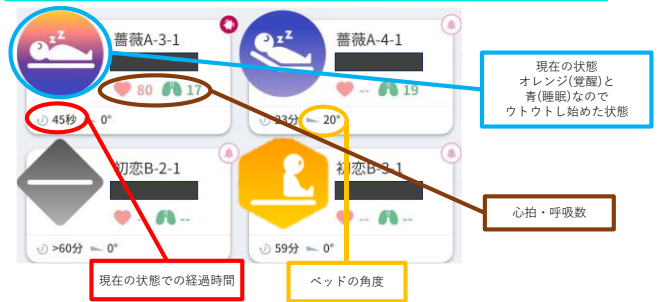 薔薇A-3-1
80 17
45秒 0°
薔薇A-4-1
-- 19
23分 20°
初恋B-2-1
-- --
>60分 0°
初恋B-3-1
-- --
59分 0°
現在の状態
オレンジ(覚醒)と
青(睡眠)なので
ウトウトし始めた状態
心拍・呼吸数
現在の状態での経過時間
ベッドの角度